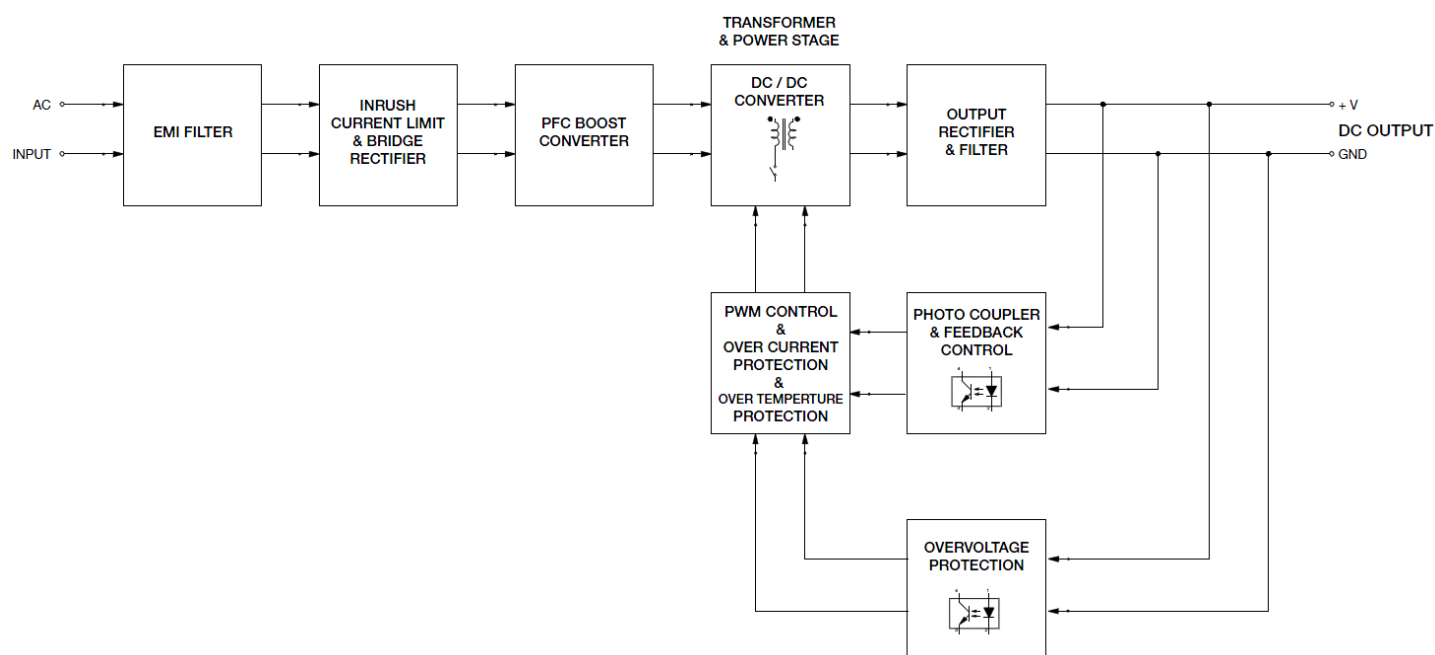 TRANSFORMER
& POWER STAGE
AC
INPUT
EMI FILTER
INRUSH
CURRENT LIMIT
& BRIDGE
RECTIFIER
PFC BOOST
CONVERTER
DC / DC
CONVERTER
OUTPUT
RECTIFIER
& FILTER
+ V
DC OUTPUT
GND
PWM CONTROL
&
OVER CURRENT
PROTECTION
&
OVER TEMPERTURE
PROTECTION
PHOTO COUPLER
& FEEDBACK
CONTROL
OVERVOLTAGE
PROTECTION